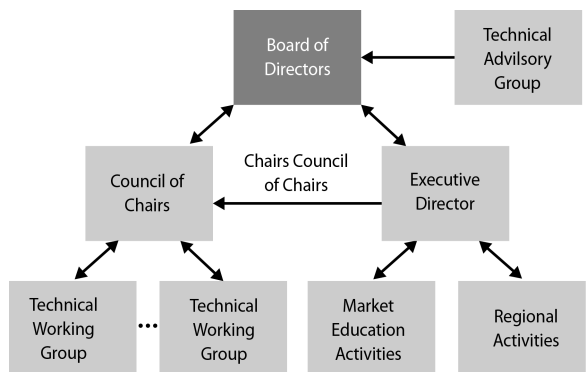 Board of
Directors
Technical
Advilsory
Group
Council of
Chairs
Chairs Council
of Chairs
Executive
Director
Technical
Working
Group
...
Technical
Working
Group
Market
Education
Activities
Regional
Activities